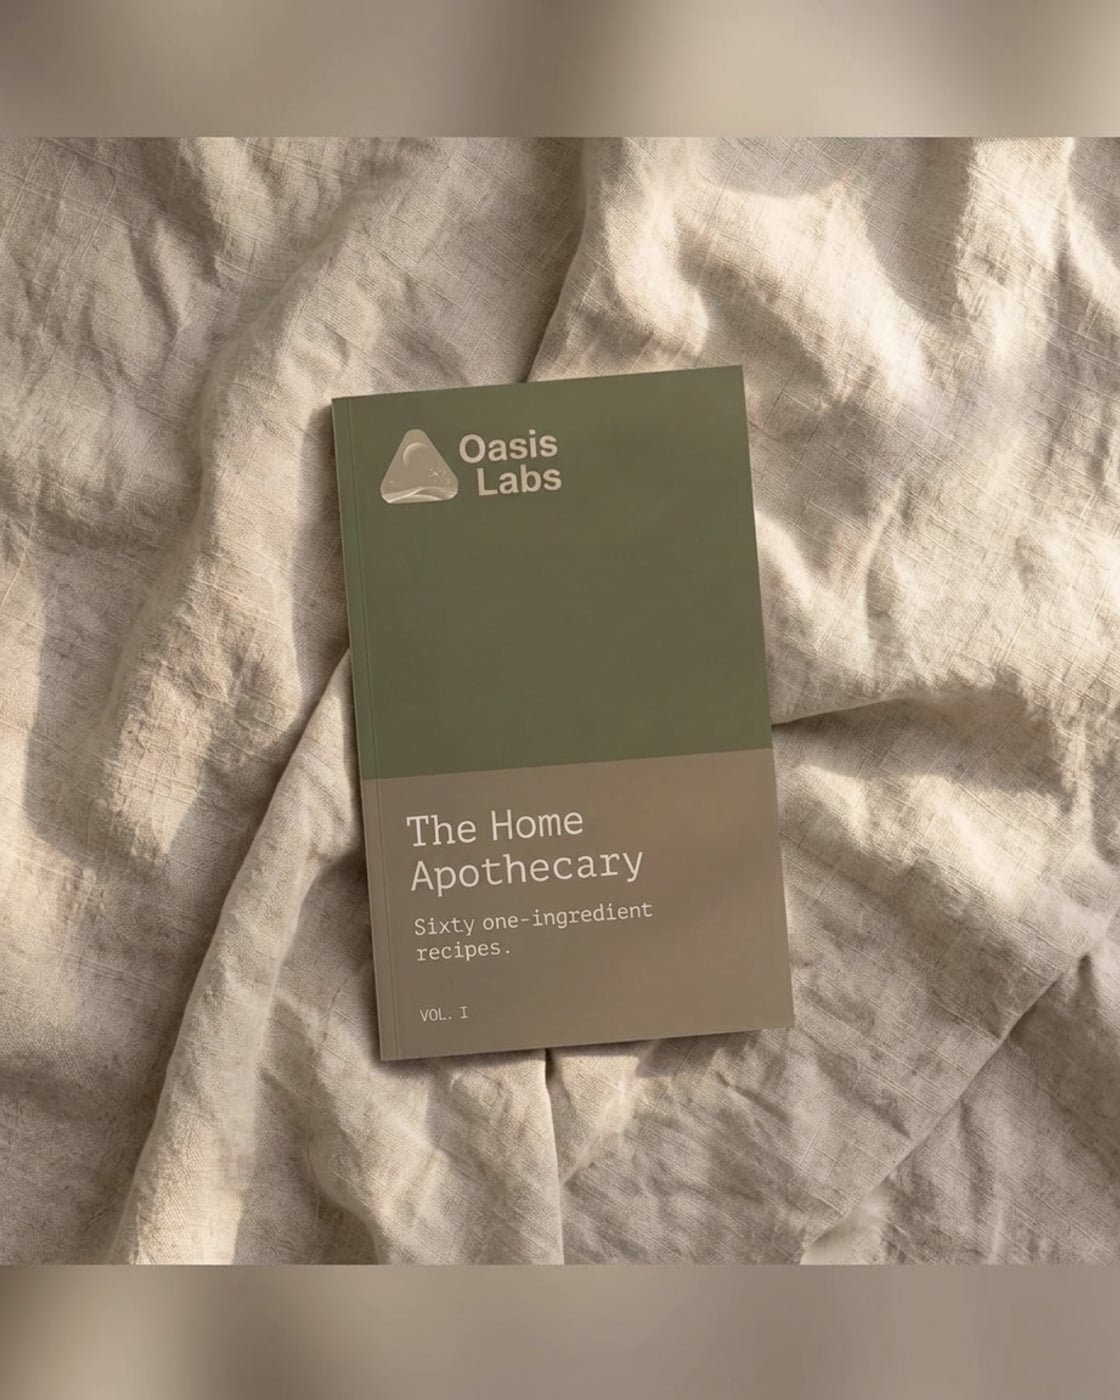 Oasis
Labs
The Home
Apothecary
Sixty one-ingredient
recipes.
VOL. I